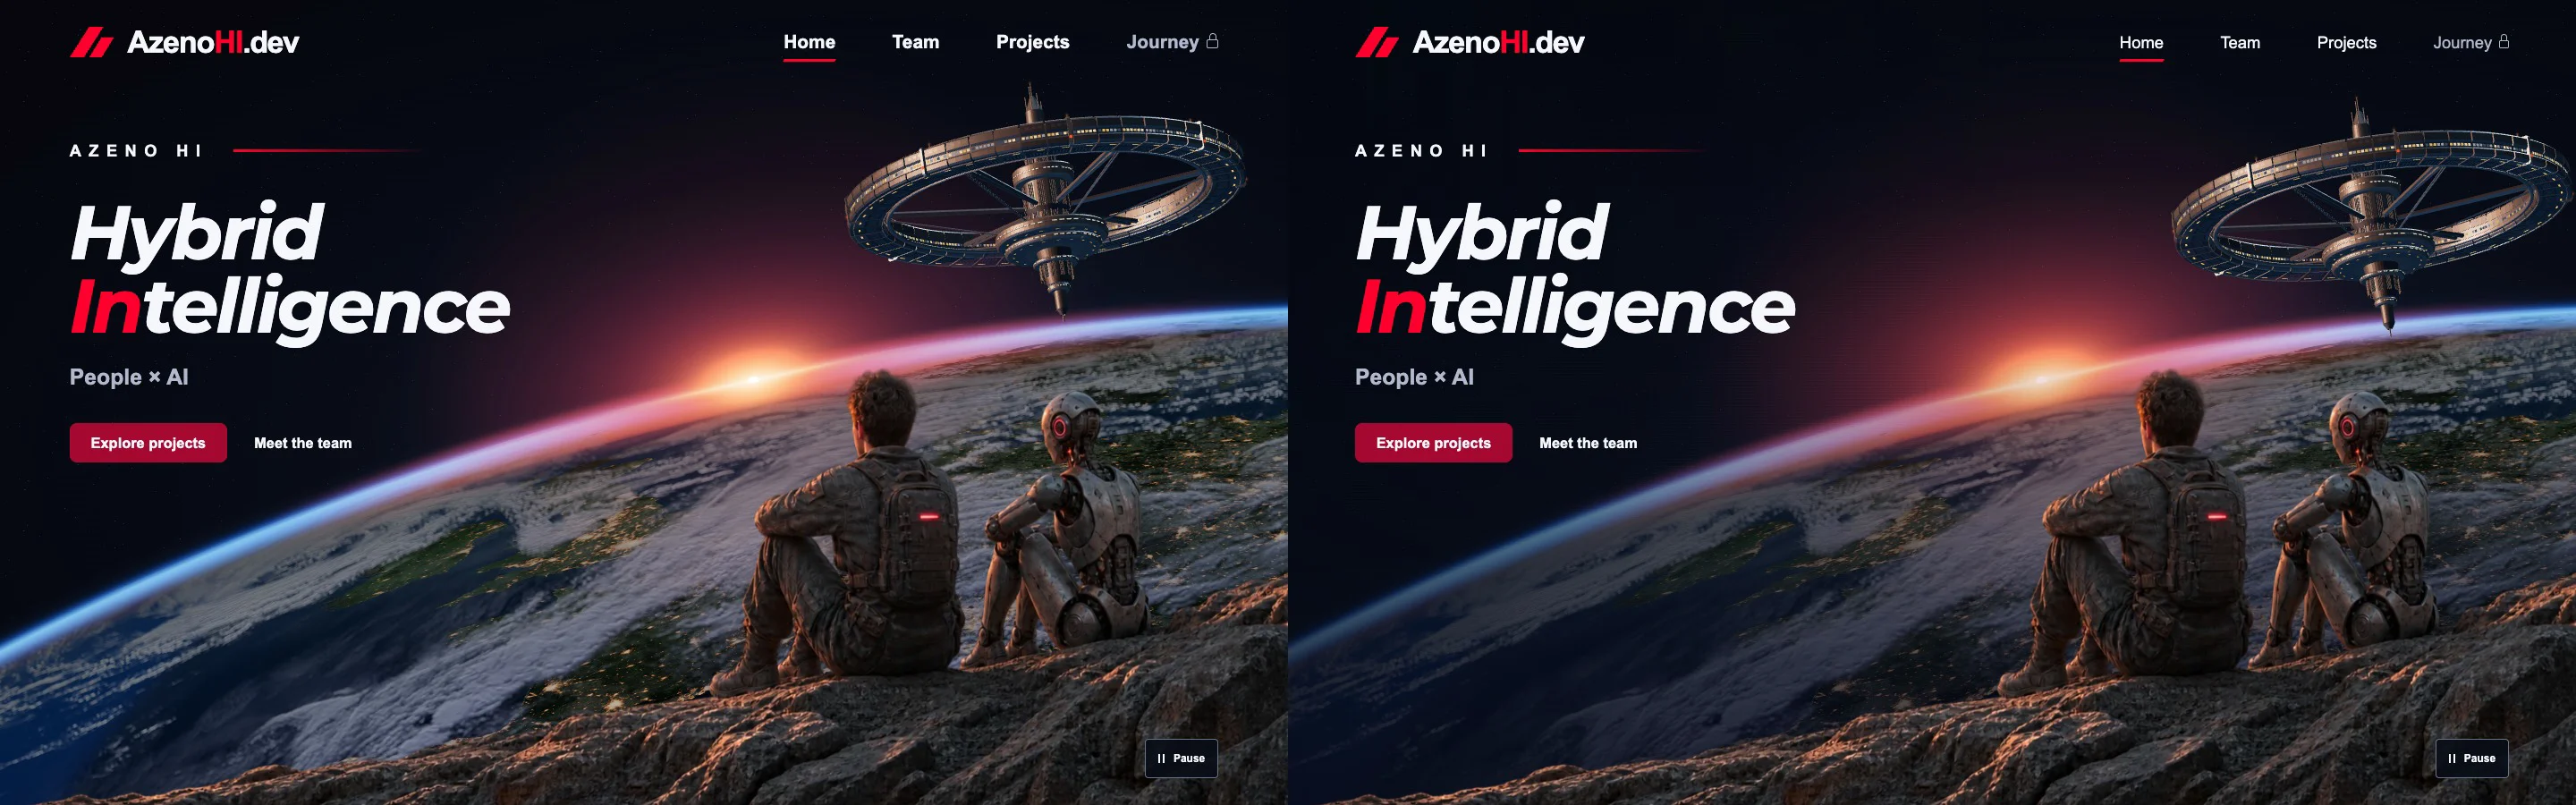 AzenoHI.dev
Home Team Projects Journey
AZENO HI
Hybrid
Intelligence
People × AI
Explore projects Meet the team
Pause
AzenoHI.dev
Home Team Projects Journey
AZENO HI
Hybrid
Intelligence
People × AI
Explore projects Meet the team
Pause